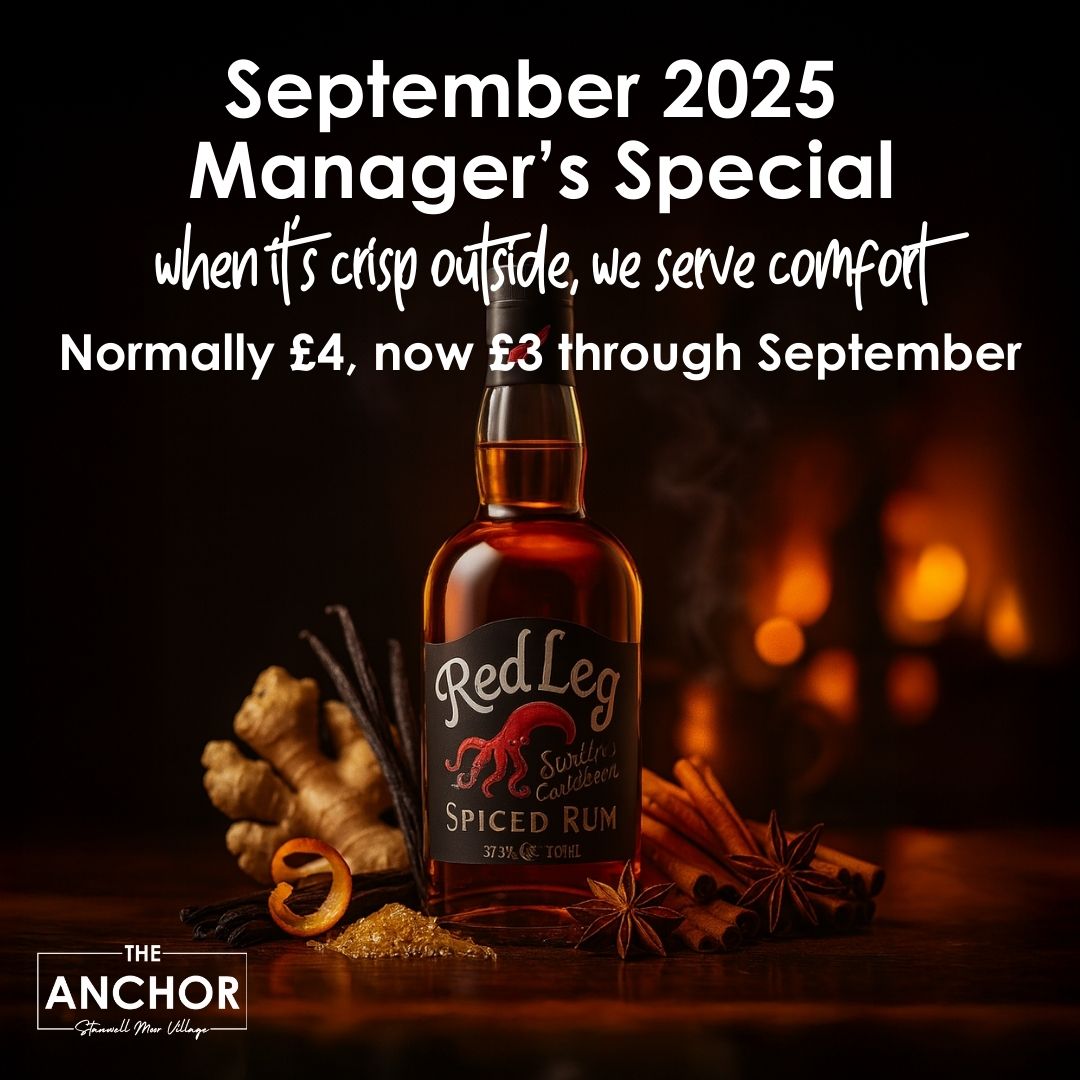 September 2025
Manager's Special
when it's crisp outside, we serve comfort
Normally £4, now £3 through September
Red Leg
SPICED RUM
THE
ANCHOR
Stanwell Moor Village